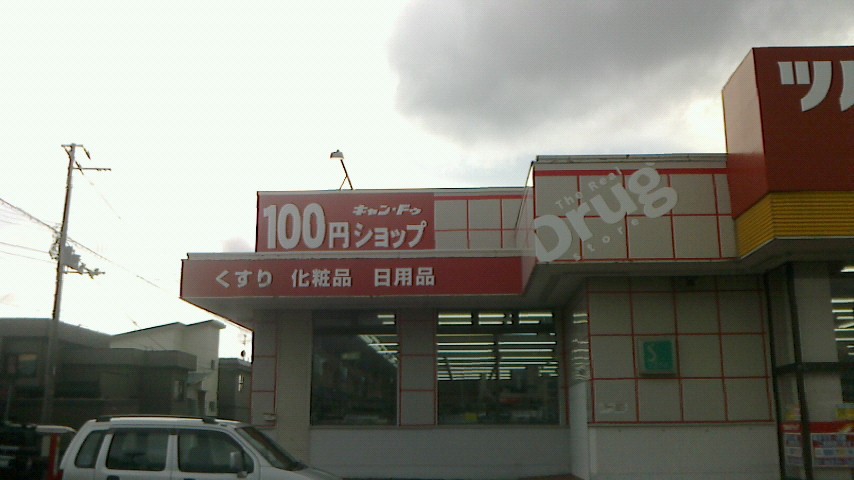 キャン・ドゥ
100円ショップ
くすり 化粧品 日用品
The Real
Drug
Store
ツ